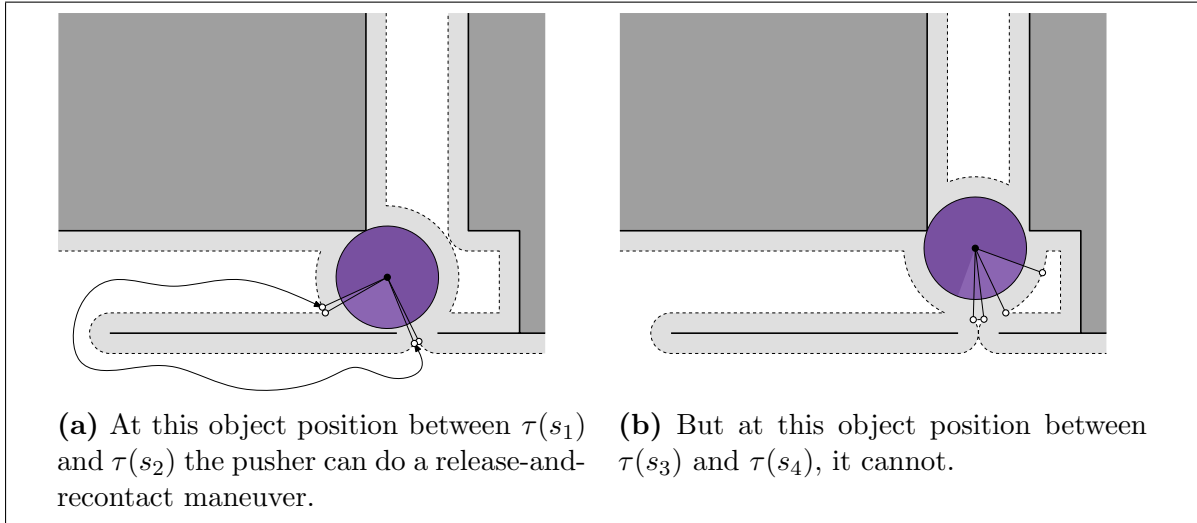 (a) At this object position between τ(s₁)
and τ(s₂) the pusher can do a release-and-
recontact maneuver.
(b) But at this object position between
τ(s₃) and τ(s₄), it cannot.